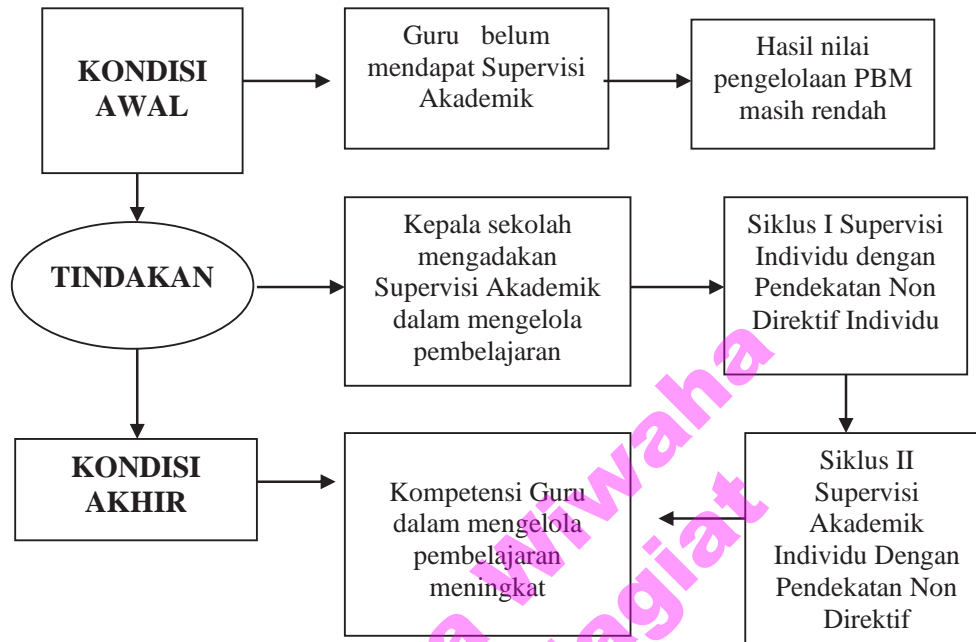 KONDISI
AWAL
Guru belum
mendapat Supervisi
Akademik
Hasil nilai
pengelolaan PBM
masih rendah
TINDAKAN
Kepala sekolah
mengadakan
Supervisi Akademik
dalam mengelola
pembelajaran
Siklus I Supervisi
Individu dengan
Pendekatan Non
Direktif Individu
KONDISI
AKHIR
Kompetensi Guru
dalam mengelola
pembelajaran
meningkat
Siklus II
Supervisi
Akademik
Individu Dengan
Pendekatan Non
Direktif
Wiwaha